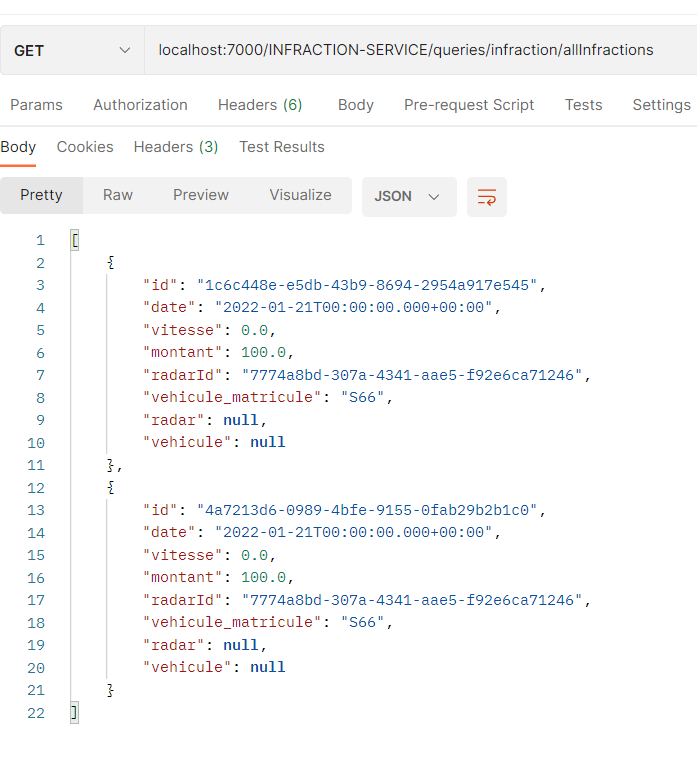 GET localhost:7000/INFRACTION-SERVICE/queries/infraction/allInfractions
Params Authorization Headers (6) Body Pre-request Script Tests Settings
Body Cookies Headers (3) Test Results
Pretty Raw Preview Visualize JSON
1 [
2 {
3 "id": "1c6c448e-e5db-43b9-8694-2954a917e545",
4 "date": "2022-01-21T00:00:00.000+00:00",
5 "vitesse": 0.0,
6 "montant": 100.0,
7 "radarId": "7774a8bd-307a-4341-aae5-f92e6ca71246",
8 "vehicule_matricule": "S66",
9 "radar": null,
10 "vehicule": null
11 },
12 {
13 "id": "4a7213d6-0989-4bfe-9155-0fab29b2b1c0",
14 "date": "2022-01-21T00:00:00.000+00:00",
15 "vitesse": 0.0,
16 "montant": 100.0,
17 "radarId": "7774a8bd-307a-4341-aae5-f92e6ca71246",
18 "vehicule_matricule": "S66",
19 "radar": null,
20 "vehicule": null
21 }
22 ]